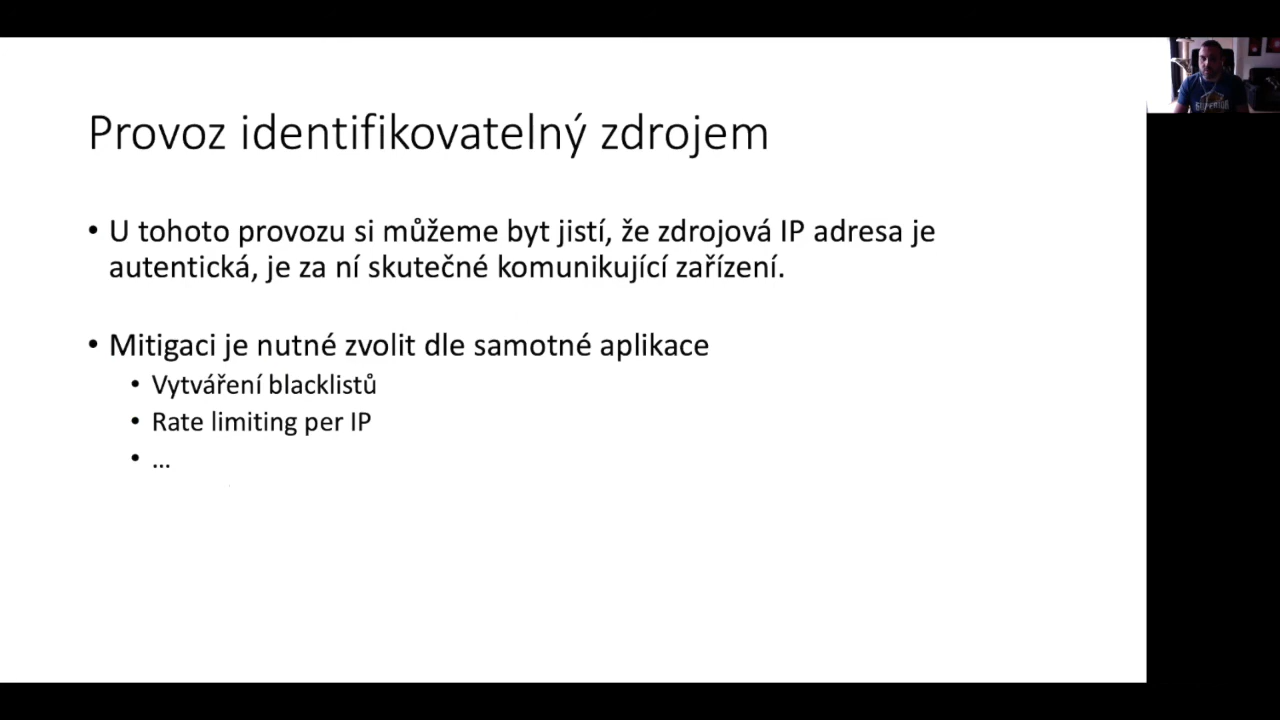 Provoz identifikovatelný zdrojem
• U tohoto provozu si můžeme byt jistí, že zdrojová IP adresa je
autentická, je za ní skutečné komunikující zařízení.
• Mitigaci je nutné zvolit dle samotné aplikace
• Vytváření blacklistů
• Rate limiting per IP
• …